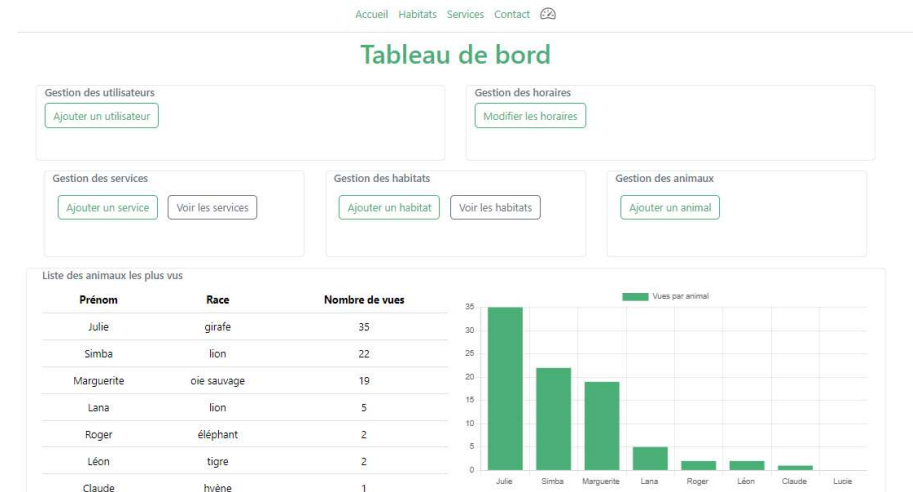 Accueil Habitats Services Contact
Tableau de bord
Gestion des utilisateurs
Ajouter un utilisateur
Gestion des horaires
Modifier les horaires
Gestion des services
Ajouter un service Voir les services
Gestion des habitats
Ajouter un habitat Voir les habitats
Gestion des animaux
Ajouter un animal
Liste des animaux les plus vus
Prénom Race Nombre de vues
Julie girafe 35
Simba lion 22
Marguerite oie sauvage 19
Lana lion 5
Roger éléphant 2
Léon tigre 2
Claude hyène 1
Vues par animal
35
30
25
20
15
10
5
0
Julie Simba Marguerite Lana Roger Léon Claude Lucie